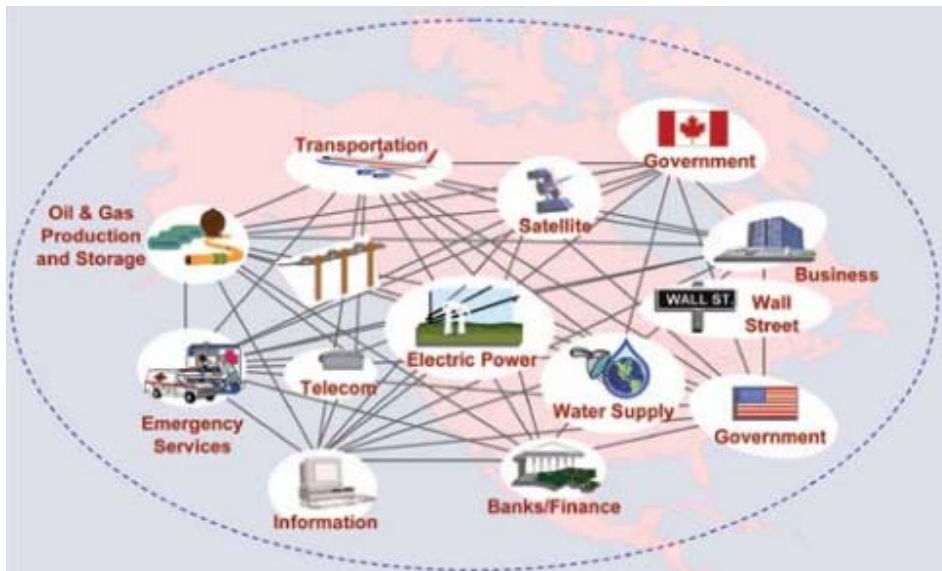 Transportation
Government
Oil & Gas
Production
and Storage
Satellite
Business
WALL ST.
Wall
Street
Electric Power
Telecom
Water Supply
Government
Emergency
Services
Information
Banks/Finance